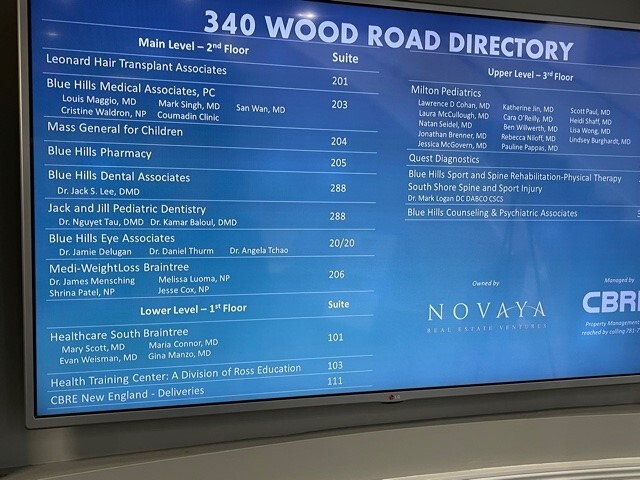 340 WOOD ROAD DIRECTORY
Main Level – 2nd Floor Suite
Leonard Hair Transplant Associates 201
Blue Hills Medical Associates, PC 203
Louis Maggio, MD Mark Singh, MD San Wan, MD
Cristine Waldron, NP Coumadin Clinic
Mass General for Children 204
Blue Hills Pharmacy 205
Blue Hills Dental Associates 288
Dr. Jack S. Lee, DMD
Jack and Jill Pediatric Dentistry 288
Dr. Nguyet Tau, DMD Dr. Kamar Baloul, DMD
Blue Hills Eye Associates 20/20
Dr. Jamie Delugan Dr. Daniel Thurm Dr. Angela Tchao
Medi-WeightLoss Braintree 206
Dr. James Mensching Melissa Luoma, NP
Shrina Patel, NP Jesse Cox, NP
Lower Level – 1st Floor Suite
Healthcare South Braintree 101
Mary Scott, MD Maria Connor, MD
Evan Weisman, MD Gina Manzo, MD
Health Training Center: A Division of Ross Education 103
CBRE New England - Deliveries 111
Upper Level – 3rd Floor
Milton Pediatrics
Lawrence D Cohan, MD Katherine Jin, MD Scott Paul, MD
Laura McCullough, MD Cara O'Reilly, MD Heidi Shaff, MD
Natan Seidel, MD Ben Willwerth, MD Lisa Wong, MD
Jonathan Brenner, MD Rebecca Niloff, MD Lindsey Burghardt, MD
Jessica McGovern, MD Pauline Pappas, MD
Quest Diagnostics
Blue Hills Sport and Spine Rehabilitation-Physical Therapy
South Shore Spine and Sport Injury
Dr. Mark Logan DC DABCO CSCS
Blue Hills Counseling & Psychiatric Associates
Owned by
NOVAYA
REAL ESTATE VENTURES
Managed by
CBRE
Property Management
reached by calling 781-7
LG